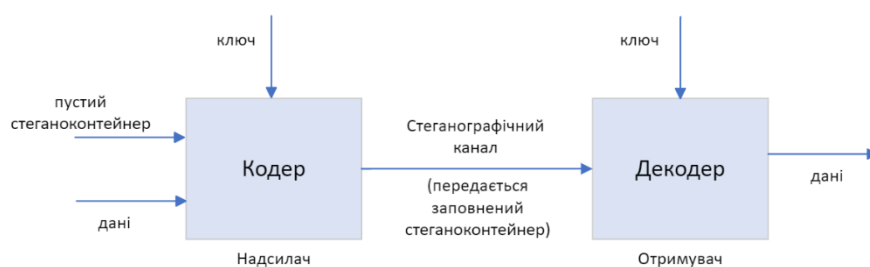 ключ
ключ
пустий
стеганоконтейнер
Стеганографічний
канал
Кодер
Декодер
(передається
заповнений
стеганоконтейнер)
дані
дані
Надсилач
Отримувач